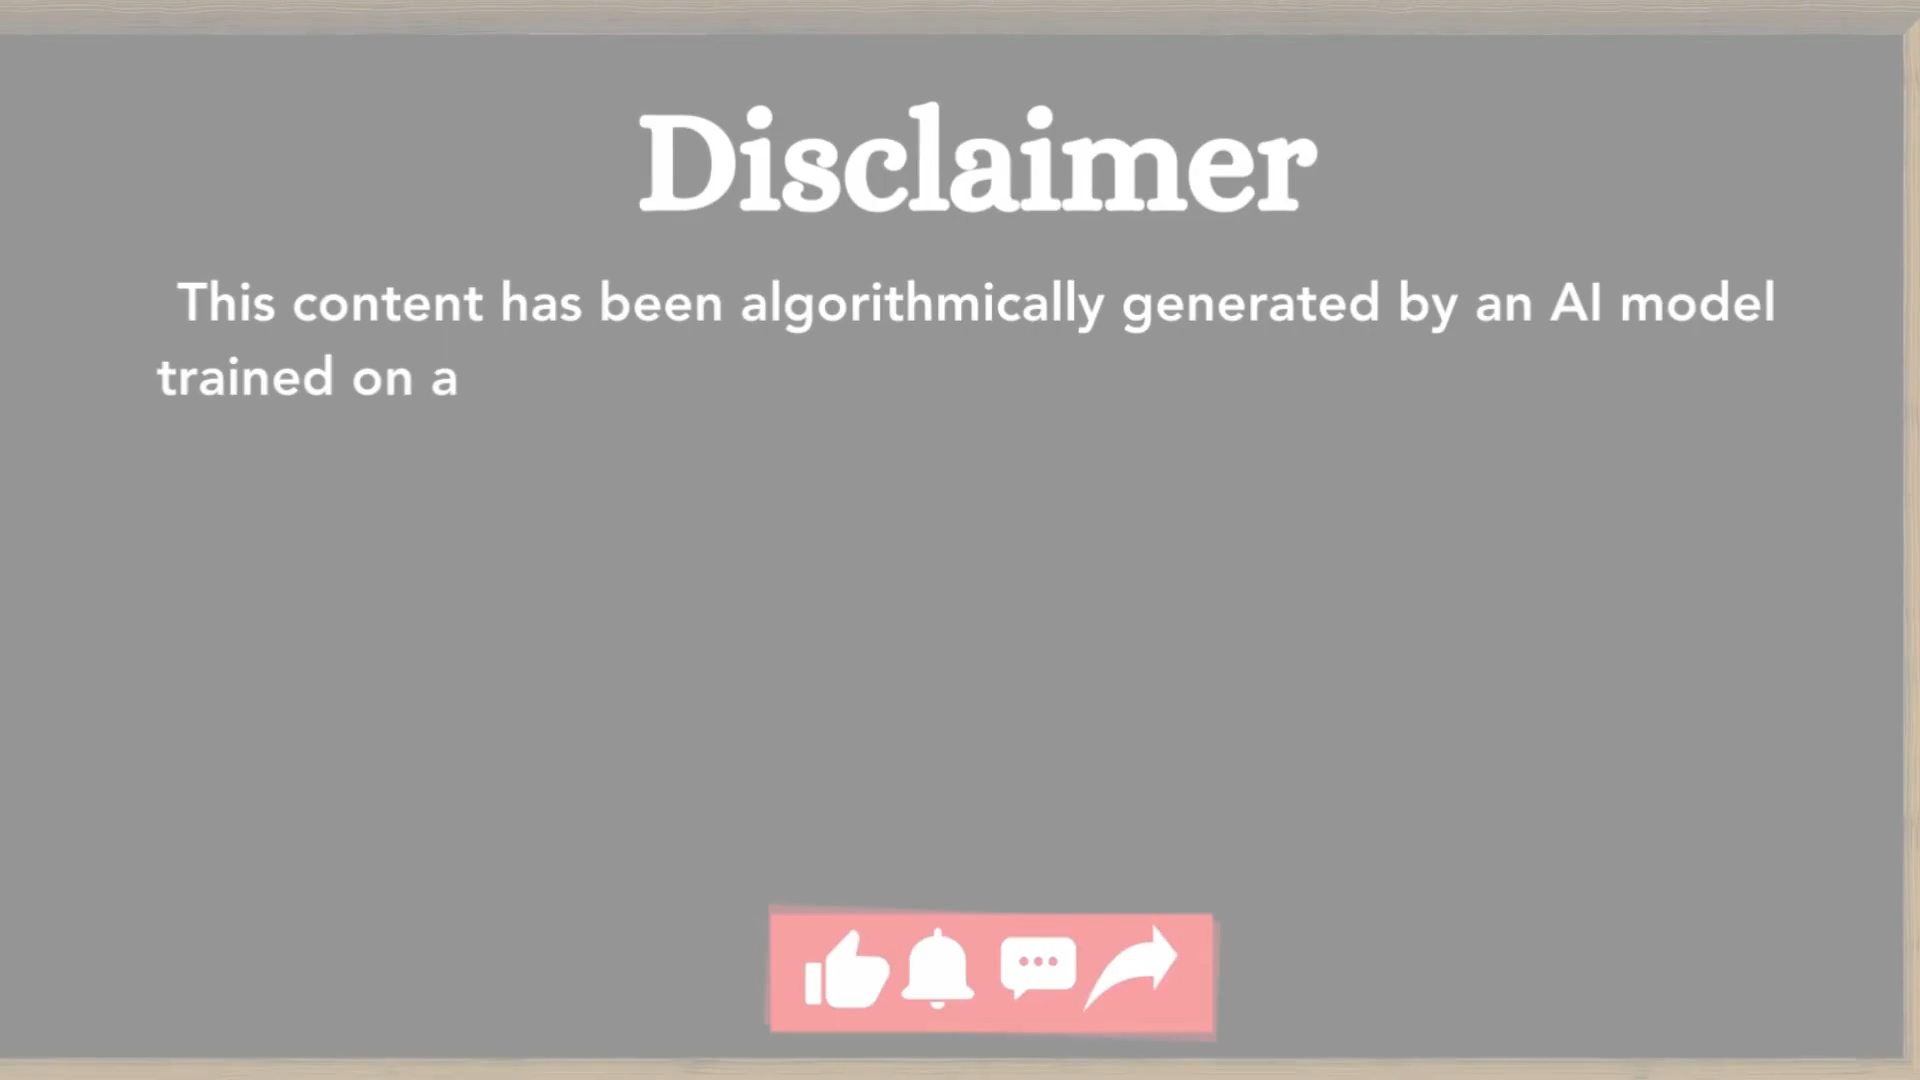 Disclaimer
This content has been algorithmically generated by an AI model
trained on a